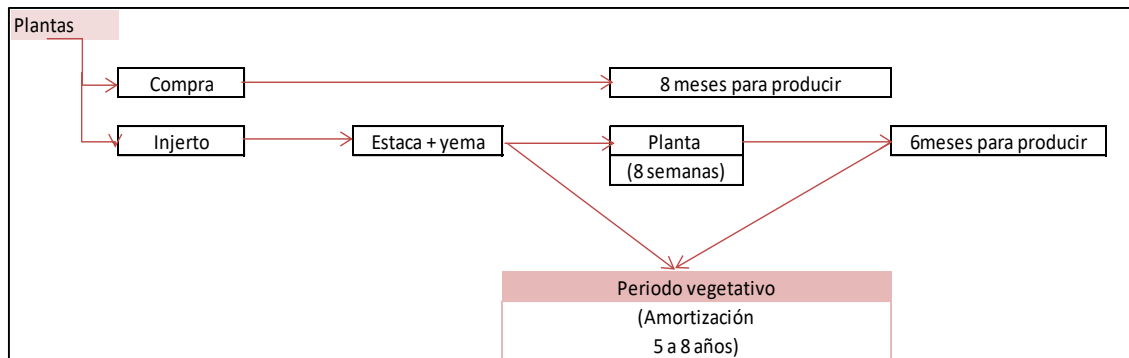 Plantas
Compra
8 meses para producir
Injerto
Estaca + yema
Planta
6meses para producir
(8 semanas)
Periodo vegetativo
(Amortización
5 a 8 años)